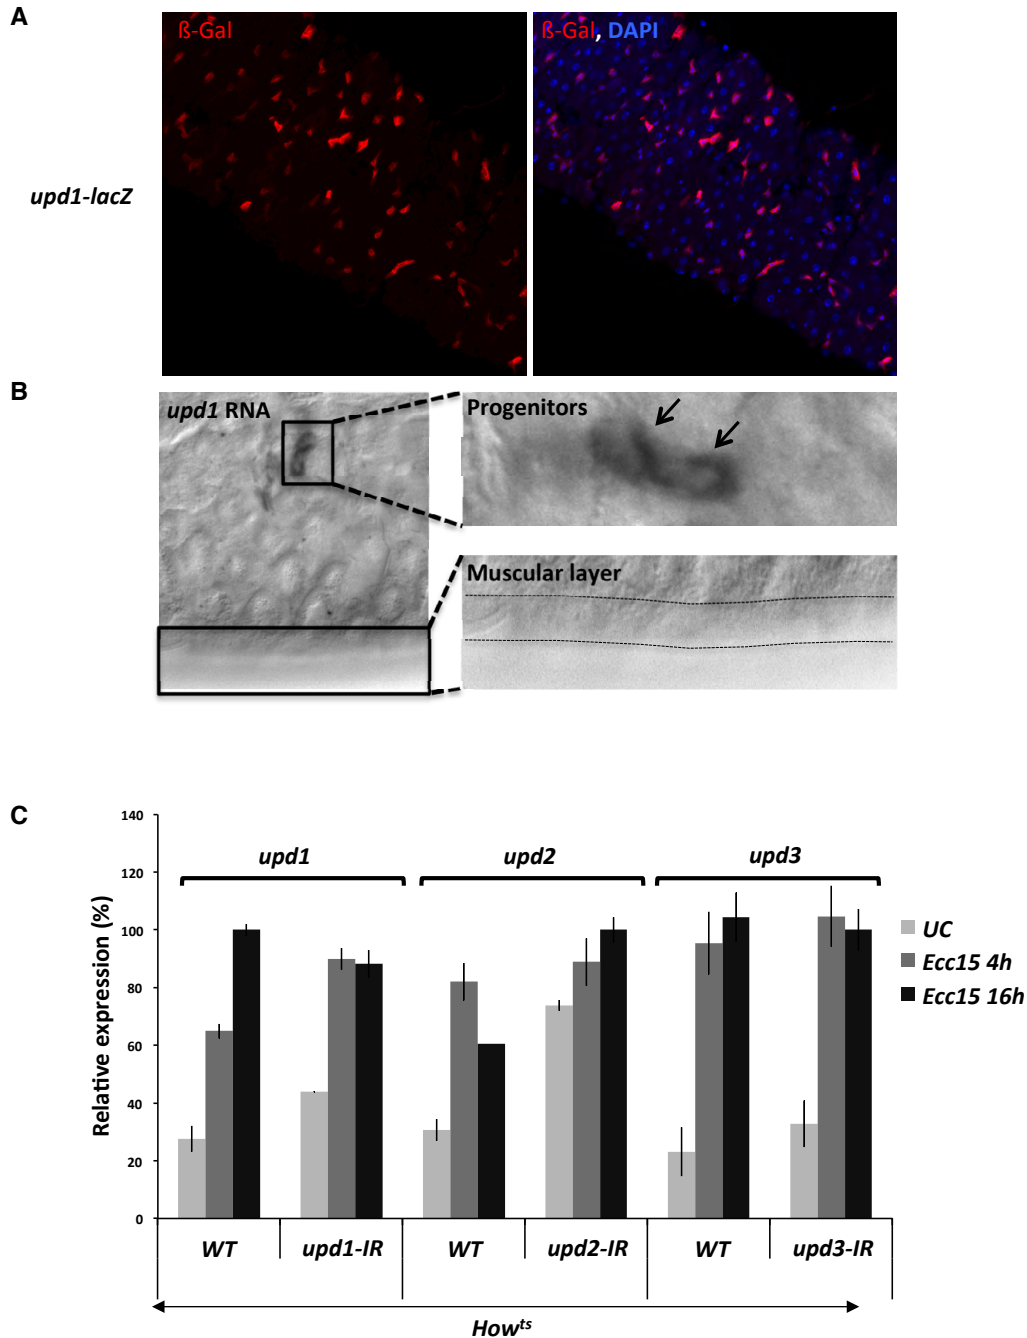 A
ß-Gal
ß-Gal, DAPI
upd1-lacZ
B
upd1 RNA
Progenitors
Muscular layer
C
Relative expression (%)
140
120
100
80
60
40
20
0
upd1
upd2
upd3
UC
Ecc15 4h
Ecc15 16h
WT
upd1-IR
WT
upd2-IR
WT
upd3-IR
Howts